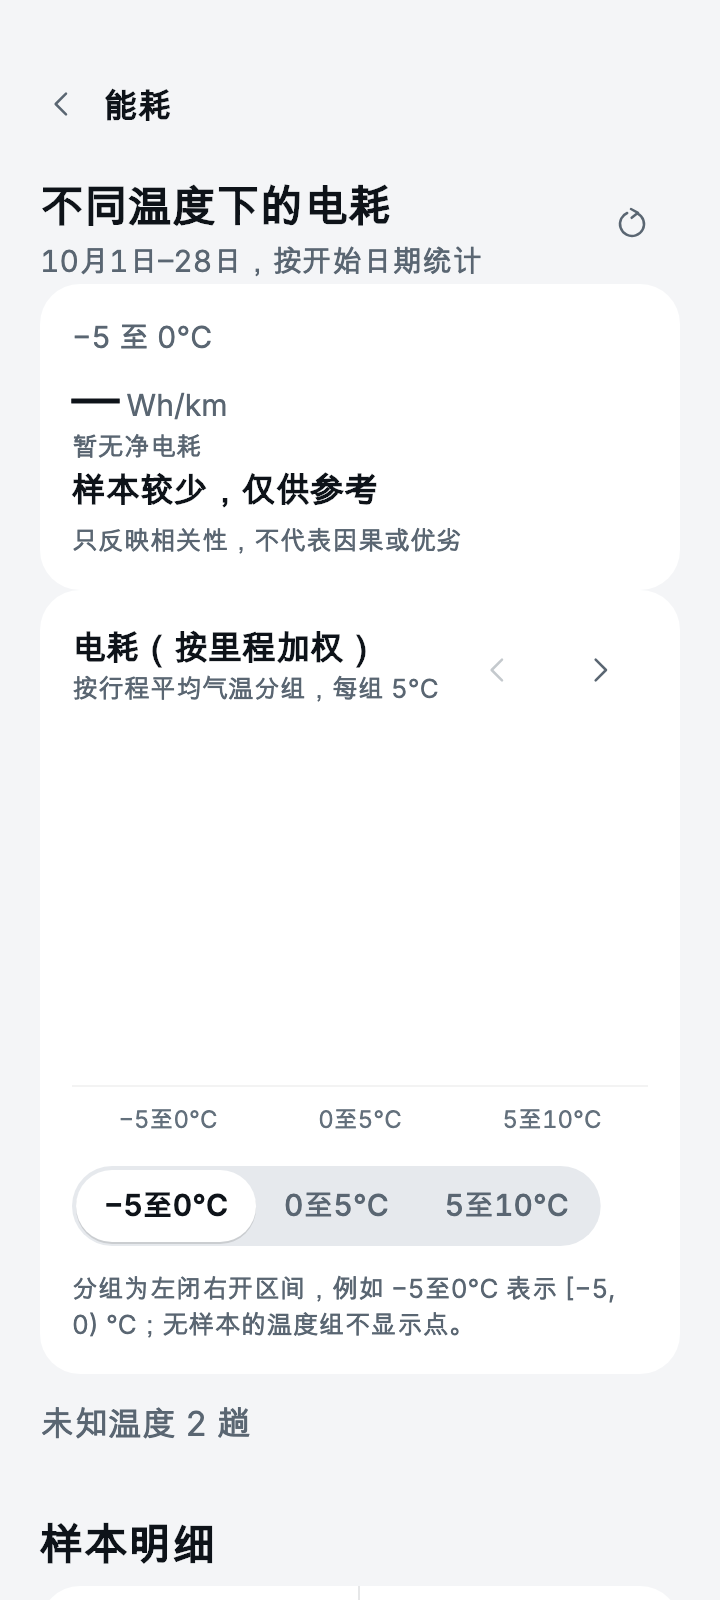 能耗
不同温度下的电耗
10月1日–28日，按开始日期统计
−5 至 0°C
— Wh/km
暂无净电耗
样本较少，仅供参考
只反映相关性，不代表因果或优劣
电耗（按里程加权）
按行程平均气温分组，每组 5°C
−5至0°C 0至5°C 5至10°C
−5至0°C 0至5°C 5至10°C
分组为左闭右开区间，例如 −5至0°C 表示 [−5,
0) °C；无样本的温度组不显示点。
未知温度 2 趟
样本明细